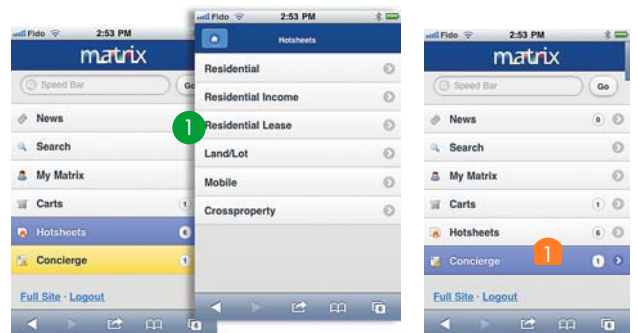 Fido 2:53 PM
matrix
Speed Bar
Go
News
Search
My Matrix
Carts 1
Hotsheets 6
Concierge 1
Full Site · Logout
6
Fido 2:53 PM
Hotsheets
Residential
Residential Income
1 Residential Lease
Land/Lot
Mobile
Crossproperty
6
Fido 2:53 PM
matrix
Speed Bar Go
News 0
Search
My Matrix
Carts 1
Hotsheets 6
Concierge 1 1
Full Site · Logout
6